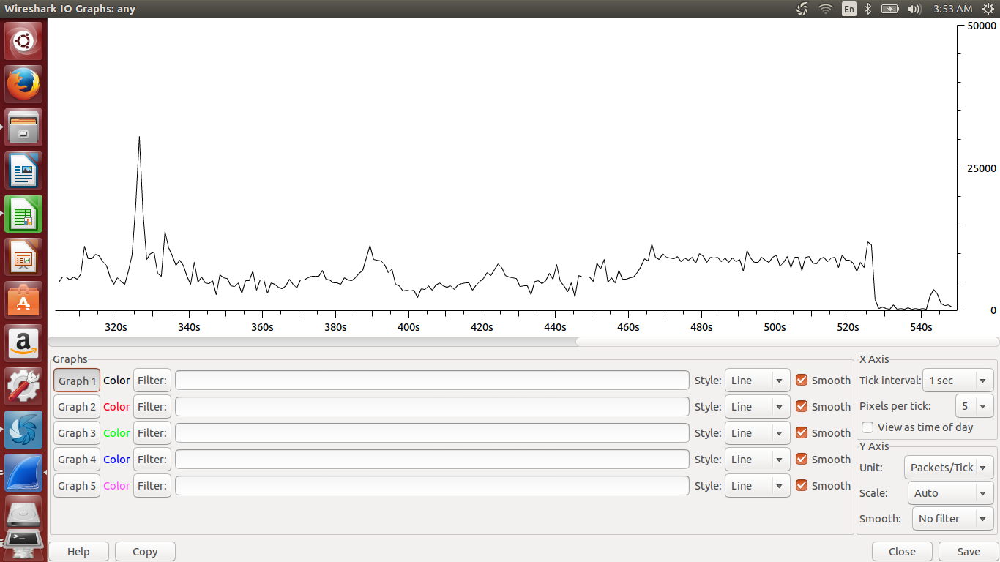 Wireshark IO Graphs: any
En
3:53 AM
50000
25000
0
320s 340s 360s 380s 400s 420s 440s 460s 480s 500s 520s 540s
Graphs
Graph 1 Color Filter: Style: Line Smooth
Graph 2 Color Filter: Style: Line Smooth
Graph 3 Color Filter: Style: Line Smooth
Graph 4 Color Filter: Style: Line Smooth
Graph 5 Color Filter: Style: Line Smooth
X Axis
Tick interval: 1 sec
Pixels per tick: 5
View as time of day
Y Axis
Unit: Packets/Tick
Scale: Auto
Smooth: No filter
Help Copy Close Save